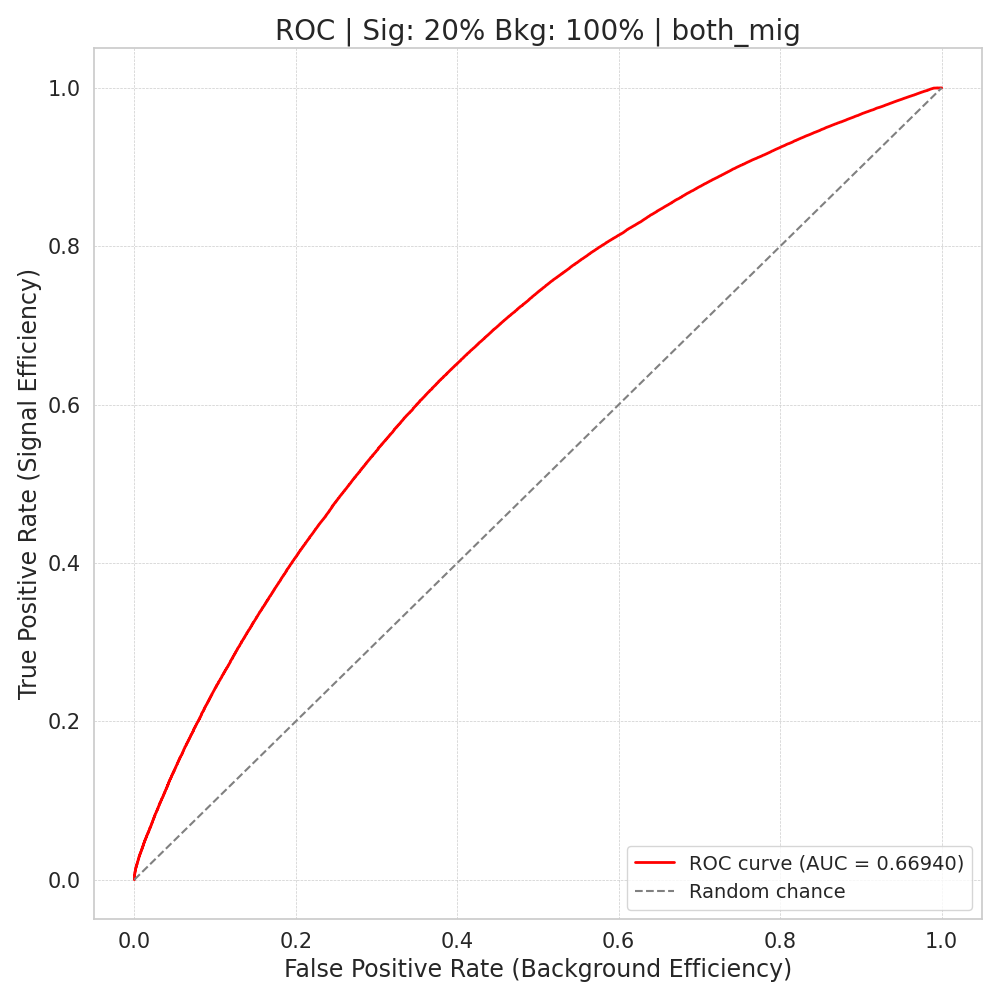 ROC | Sig: 20% Bkg: 100% | both_mig
True Positive Rate (Signal Efficiency)
1.0
0.8
0.6
0.4
0.2
0.0
ROC curve (AUC = 0.66940)
Random chance
0.0 0.2 0.4 0.6 0.8 1.0
False Positive Rate (Background Efficiency)